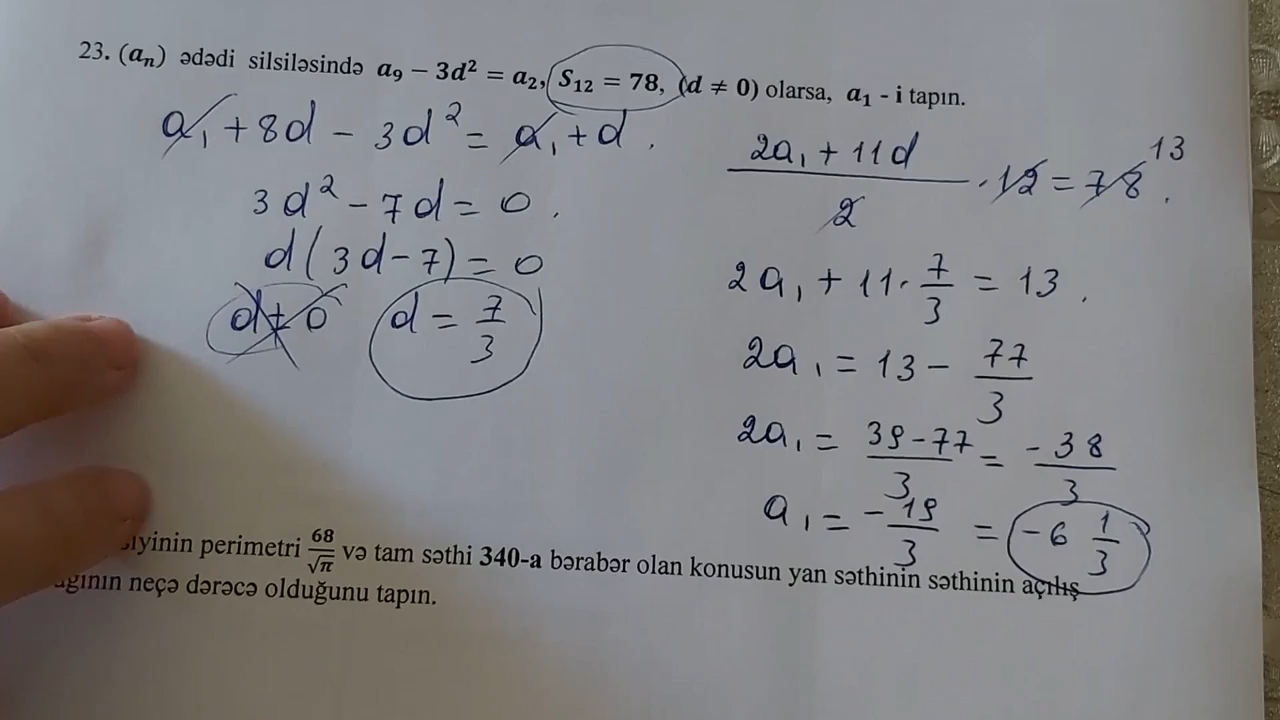 23. (aₙ) ədədi silsiləsində a₉ − 3d² = a₂, S₁₂ = 78, (d ≠ 0) olarsa, a₁ - i tapın.
a₁ + 8d − 3d² = a₁ + d .
3d² − 7d = 0 .
d(3d − 7) = 0
d ≠ 0 d = 7/3
(2a₁ + 11d)/2 · 12 = 78 . 13
2a₁ + 11 · 7/3 = 13 .
2a₁ = 13 − 77/3
2a₁ = (39 − 77)/3 = −38/3
a₁ = −19/3 = −6 1/3
perimetri 68/√π və tam səthi 340-a bərabər olan konusun yan səthinin səthinin açılış
neçə dərəcə olduğunu tapın.